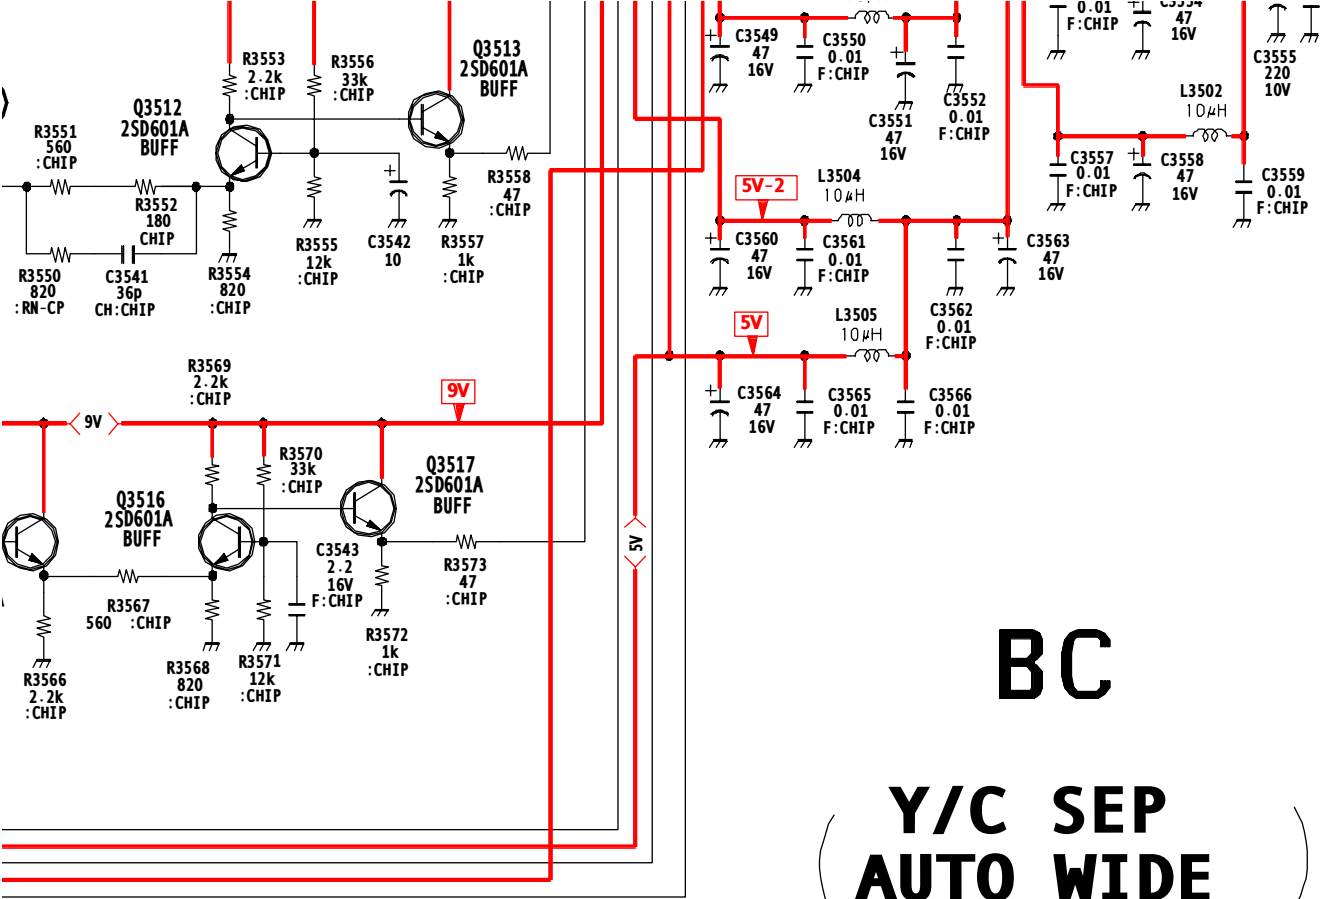 R3553
2.2k
:CHIP
R3556
33k
:CHIP
Q3513
2SD601A
BUFF
Q3512
2SD601A
BUFF
R3551
560
:CHIP
R3552
180
CHIP
R3550
820
:RN-CP
C3541
36p
CH:CHIP
R3554
820
:CHIP
R3555
12k
:CHIP
C3542
10
R3557
1k
:CHIP
R3558
47
:CHIP
C3549
47
16V
C3550
0.01
F:CHIP
C3551
47
16V
C3552
0.01
F:CHIP
0.01
F:CHIP
47
16V
C3555
220
10V
L3502
10μH
C3557
0.01
F:CHIP
C3558
47
16V
C3559
0.01
F:CHIP
5V-2
L3504
10μH
C3560
47
16V
C3561
0.01
F:CHIP
C3562
0.01
F:CHIP
C3563
47
16V
5V
L3505
10μH
C3564
47
16V
C3565
0.01
F:CHIP
C3566
0.01
F:CHIP
R3569
2.2k
:CHIP
9V
9V
R3570
33k
:CHIP
Q3517
2SD601A
BUFF
Q3516
2SD601A
BUFF
C3543
2.2
16V
F:CHIP
R3573
47
:CHIP
5V
R3567
560 :CHIP
R3572
1k
:CHIP
R3566
2.2k
:CHIP
R3568
820
:CHIP
R3571
12k
:CHIP
BC
Y/C SEP
AUTO WIDE